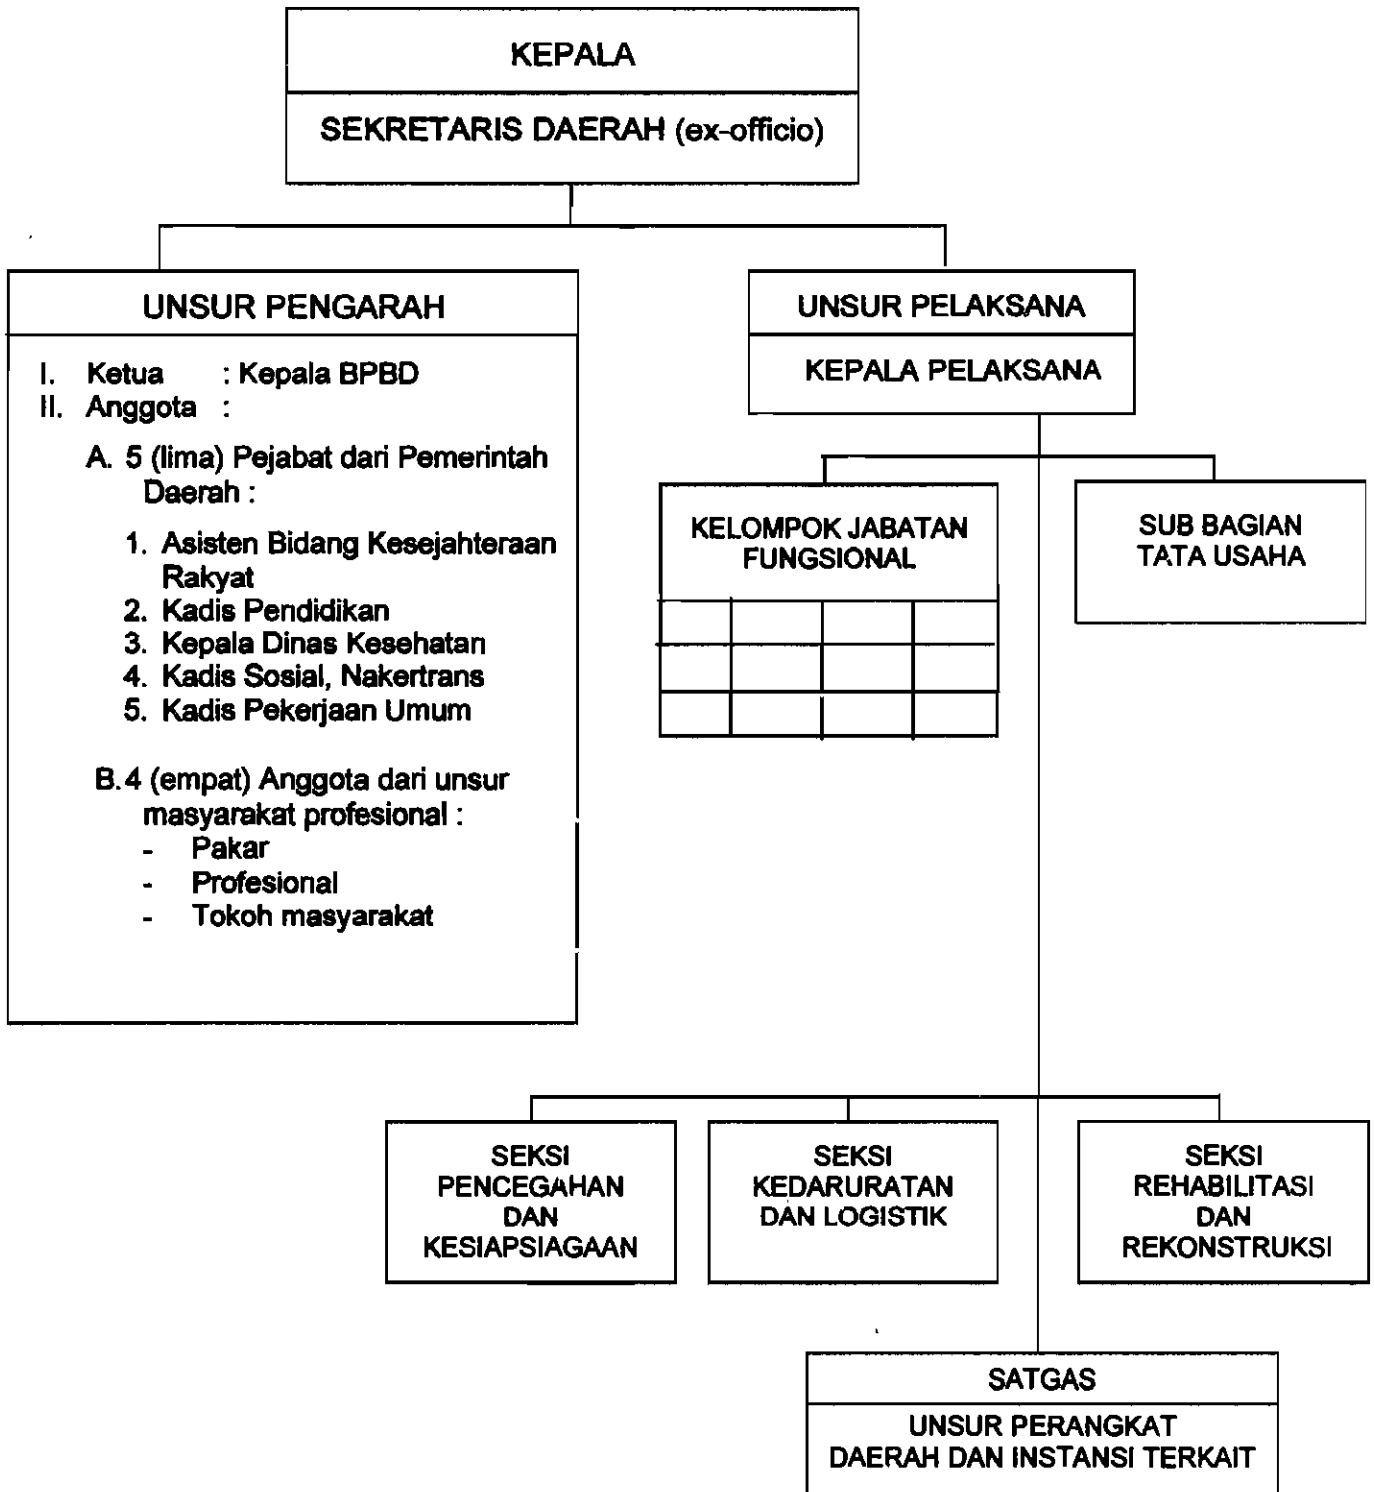 KEPALA
SEKRETARIS DAERAH (ex-officio)
UNSUR PENGARAH
I. Ketua : Kepala BPBD
II. Anggota :
A. 5 (lima) Pejabat dari Pemerintah
Daerah :
1. Asisten Bidang Kesejahteraan
Rakyat
2. Kadis Pendidikan
3. Kepala Dinas Kesehatan
4. Kadis Sosial, Nakertrans
5. Kadis Pekerjaan Umum
B. 4 (empat) Anggota dari unsur
masyarakat profesional :
- Pakar
- Profesional
- Tokoh masyarakat
UNSUR PELAKSANA
KEPALA PELAKSANA
KELOMPOK JABATAN
FUNGSIONAL
SUB BAGIAN
TATA USAHA
SEKSI
PENCEGAHAN
DAN
KESIAPSIAGAAN
SEKSI
KEDARURATAN
DAN LOGISTIK
SEKSI
REHABILITASI
DAN
REKONSTRUKSI
SATGAS
UNSUR PERANGKAT
DAERAH DAN INSTANSI TERKAIT